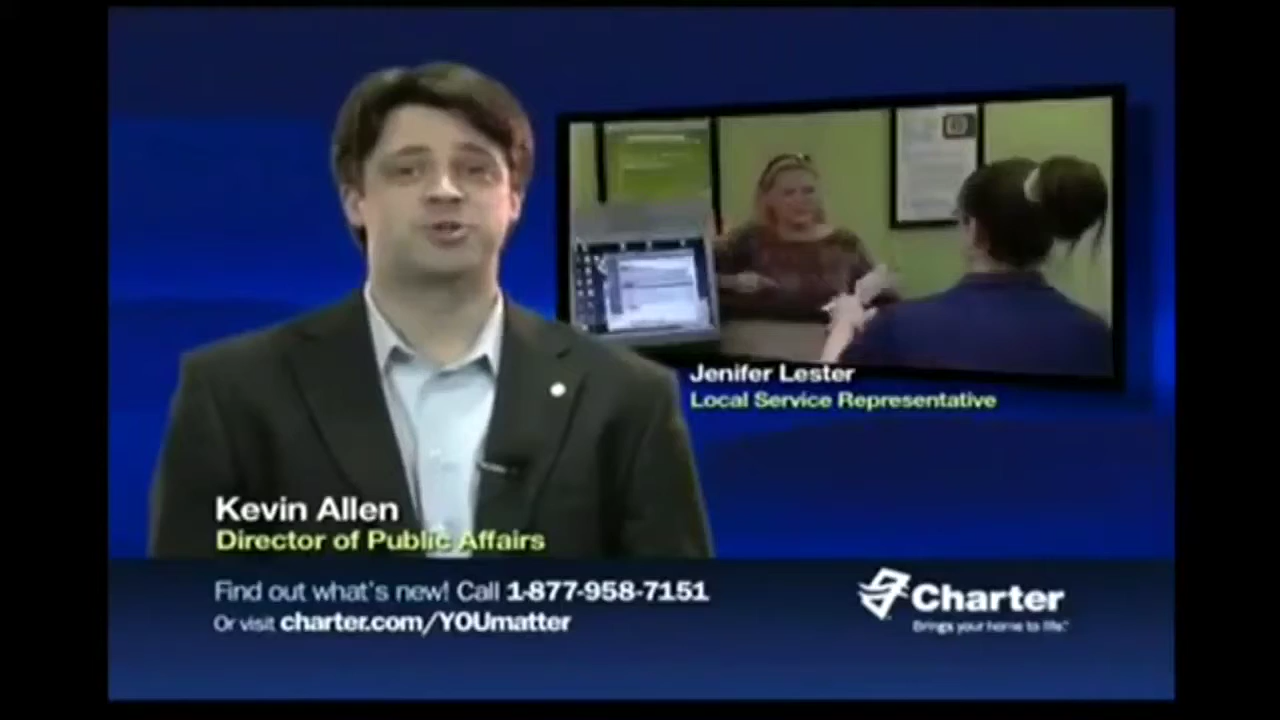 Jenifer Lester
Local Service Representative
Kevin Allen
Director of Public Affairs
Find out what's new! Call 1-877-958-7151
Or visit charter.com/YOUmatter
Charter
Brings your home to life.™